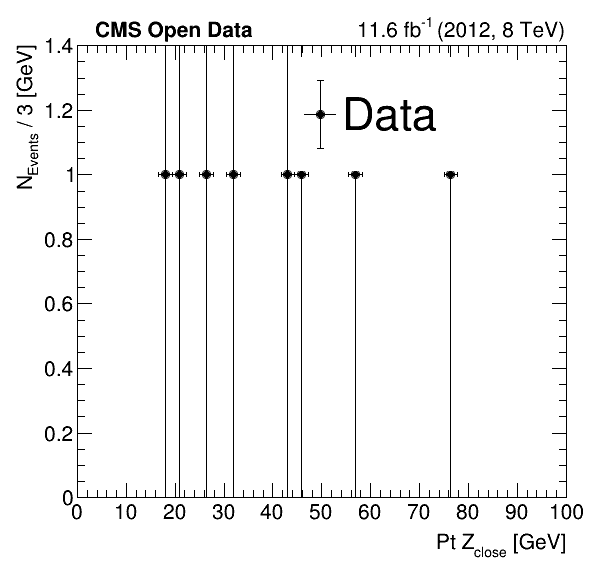 CMS Open Data 11.6 fb⁻¹ (2012, 8 TeV)
N_Events / 3 [GeV]
1.4
1.2
1
0.8
0.6
0.4
0.2
0
Data
0 10 20 30 40 50 60 70 80 90 100
Pt Z_close [GeV]